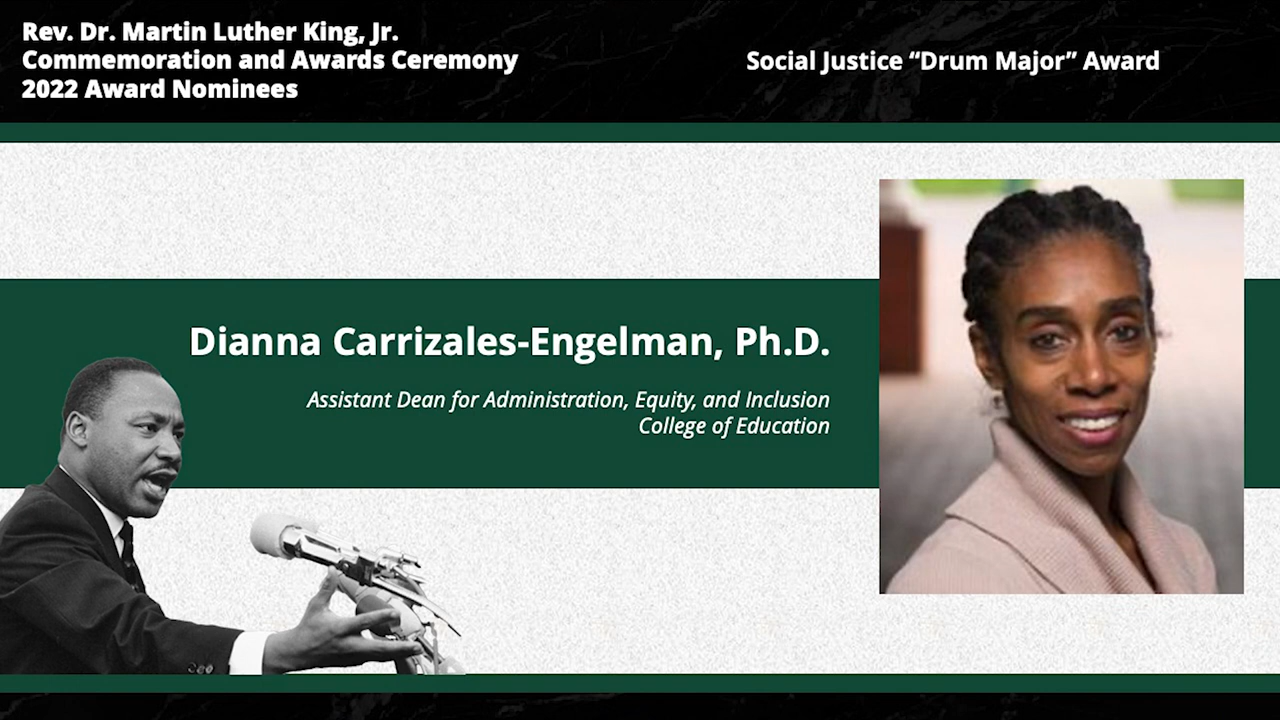 Rev. Dr. Martin Luther King, Jr.
Commemoration and Awards Ceremony
2022 Award Nominees
Social Justice “Drum Major” Award
Dianna Carrizales-Engelman, Ph.D.
Assistant Dean for Administration, Equity, and Inclusion
College of Education